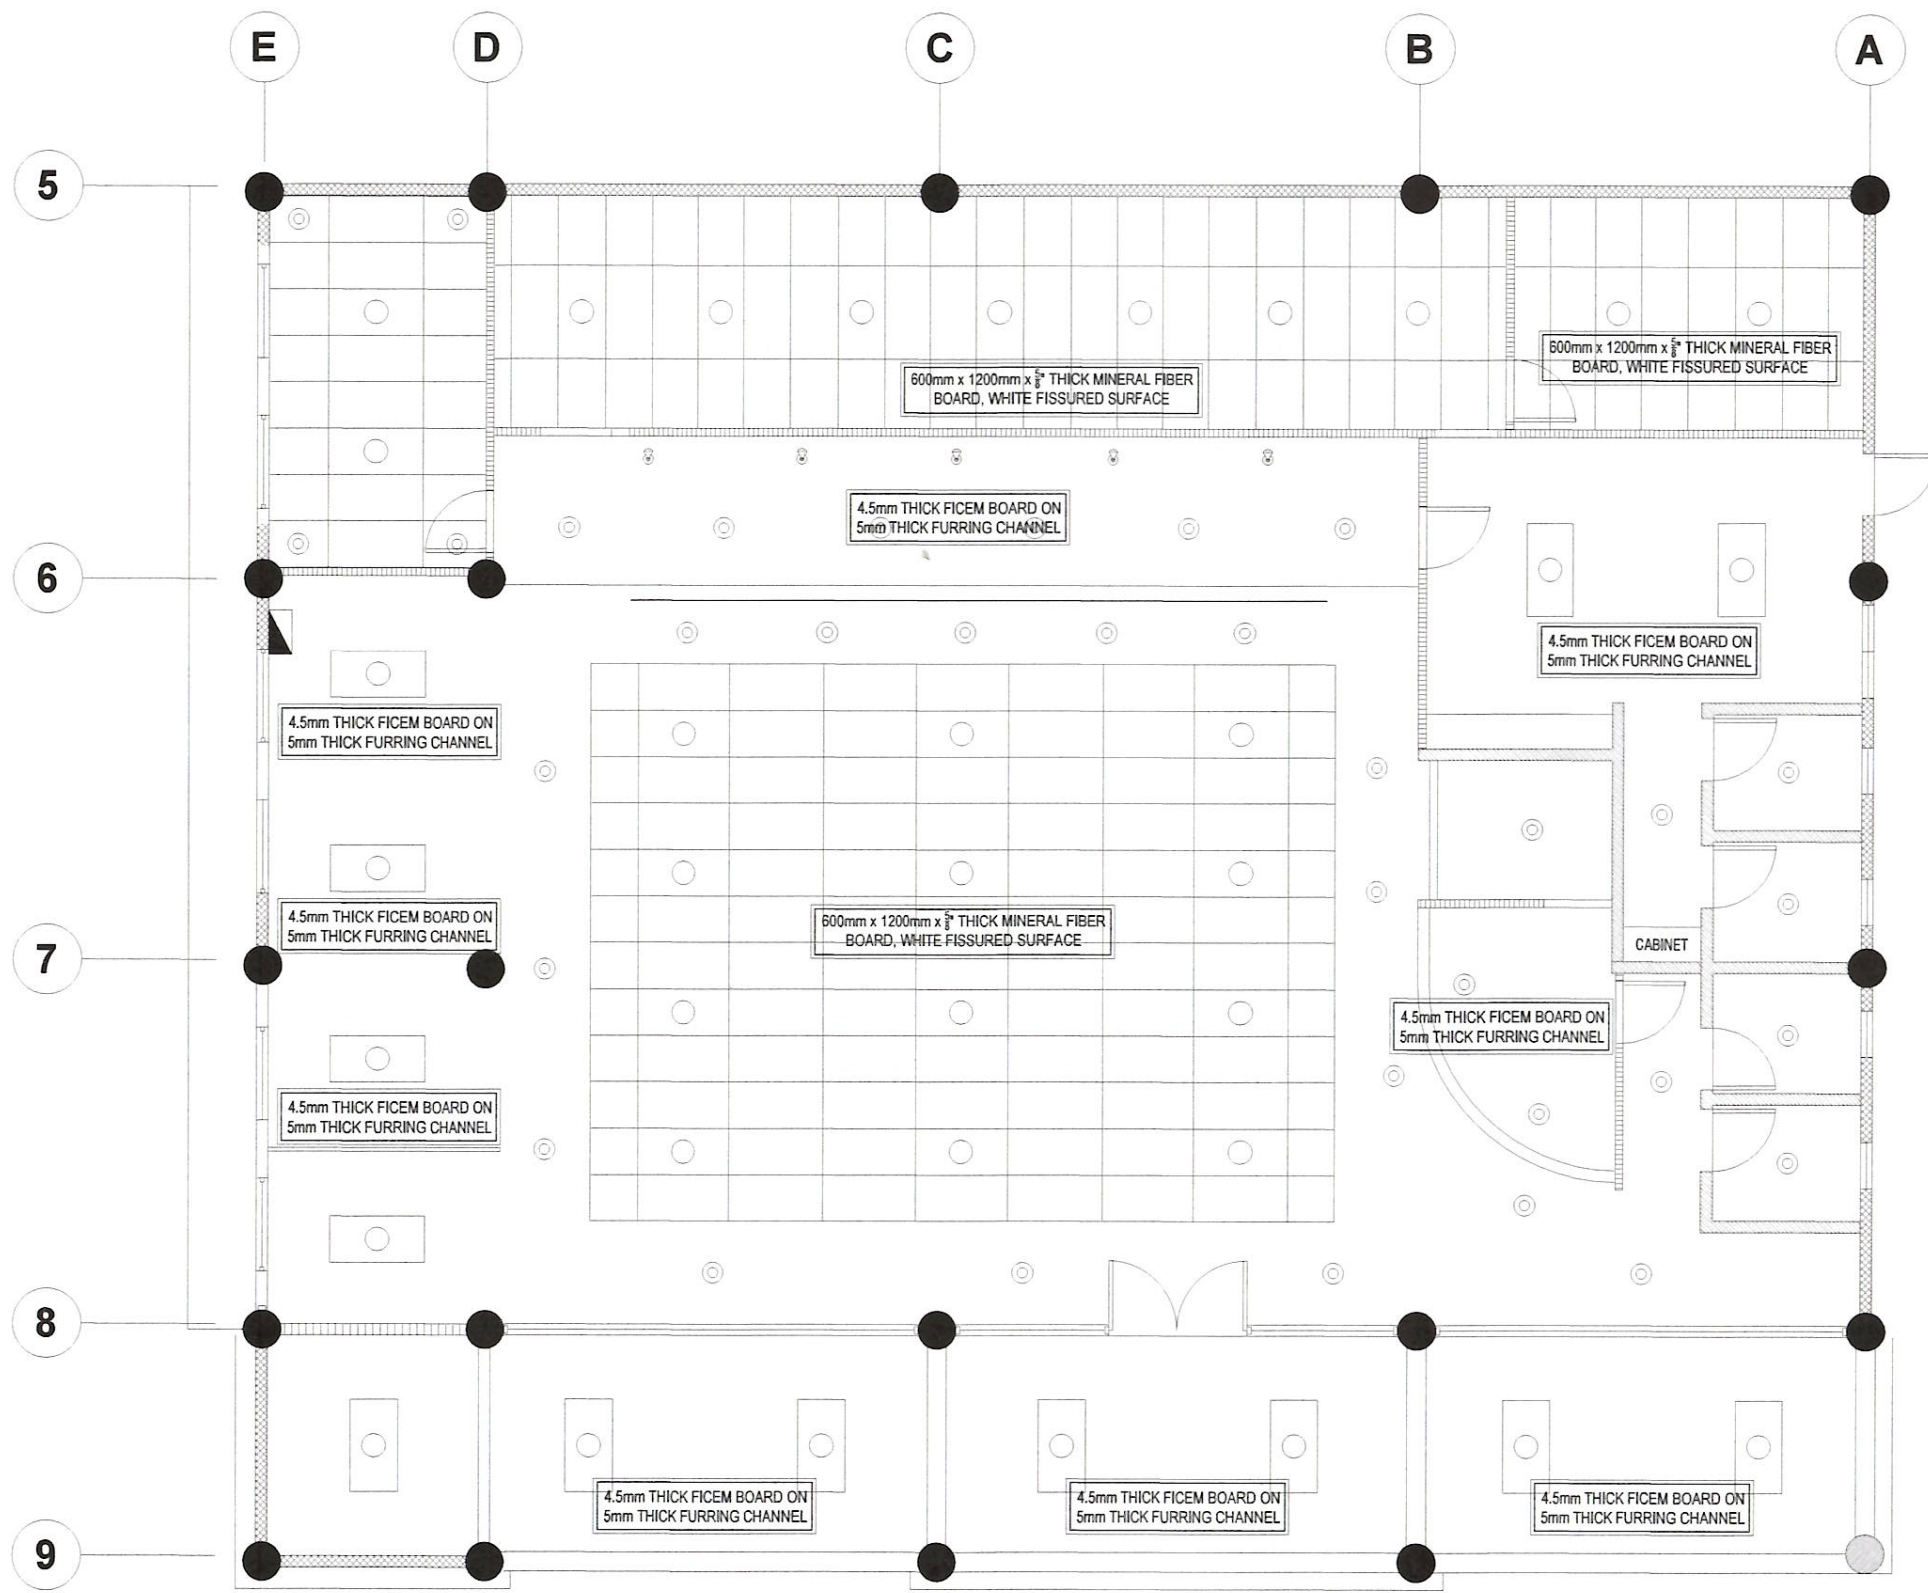 E
D
C
B
A
5
600mm x 1200mm x 5/8" THICK MINERAL FIBER
BOARD, WHITE FISSURED SURFACE
600mm x 1200mm x 5/8" THICK MINERAL FIBER
BOARD, WHITE FISSURED SURFACE
4.5mm THICK FICEM BOARD ON
5mm THICK FURRING CHANNEL
6
4.5mm THICK FICEM BOARD ON
5mm THICK FURRING CHANNEL
4.5mm THICK FICEM BOARD ON
5mm THICK FURRING CHANNEL
4.5mm THICK FICEM BOARD ON
5mm THICK FURRING CHANNEL
600mm x 1200mm x 5/8" THICK MINERAL FIBER
BOARD, WHITE FISSURED SURFACE
CABINET
7
4.5mm THICK FICEM BOARD ON
5mm THICK FURRING CHANNEL
4.5mm THICK FICEM BOARD ON
5mm THICK FURRING CHANNEL
8
4.5mm THICK FICEM BOARD ON
5mm THICK FURRING CHANNEL
4.5mm THICK FICEM BOARD ON
5mm THICK FURRING CHANNEL
4.5mm THICK FICEM BOARD ON
5mm THICK FURRING CHANNEL
9